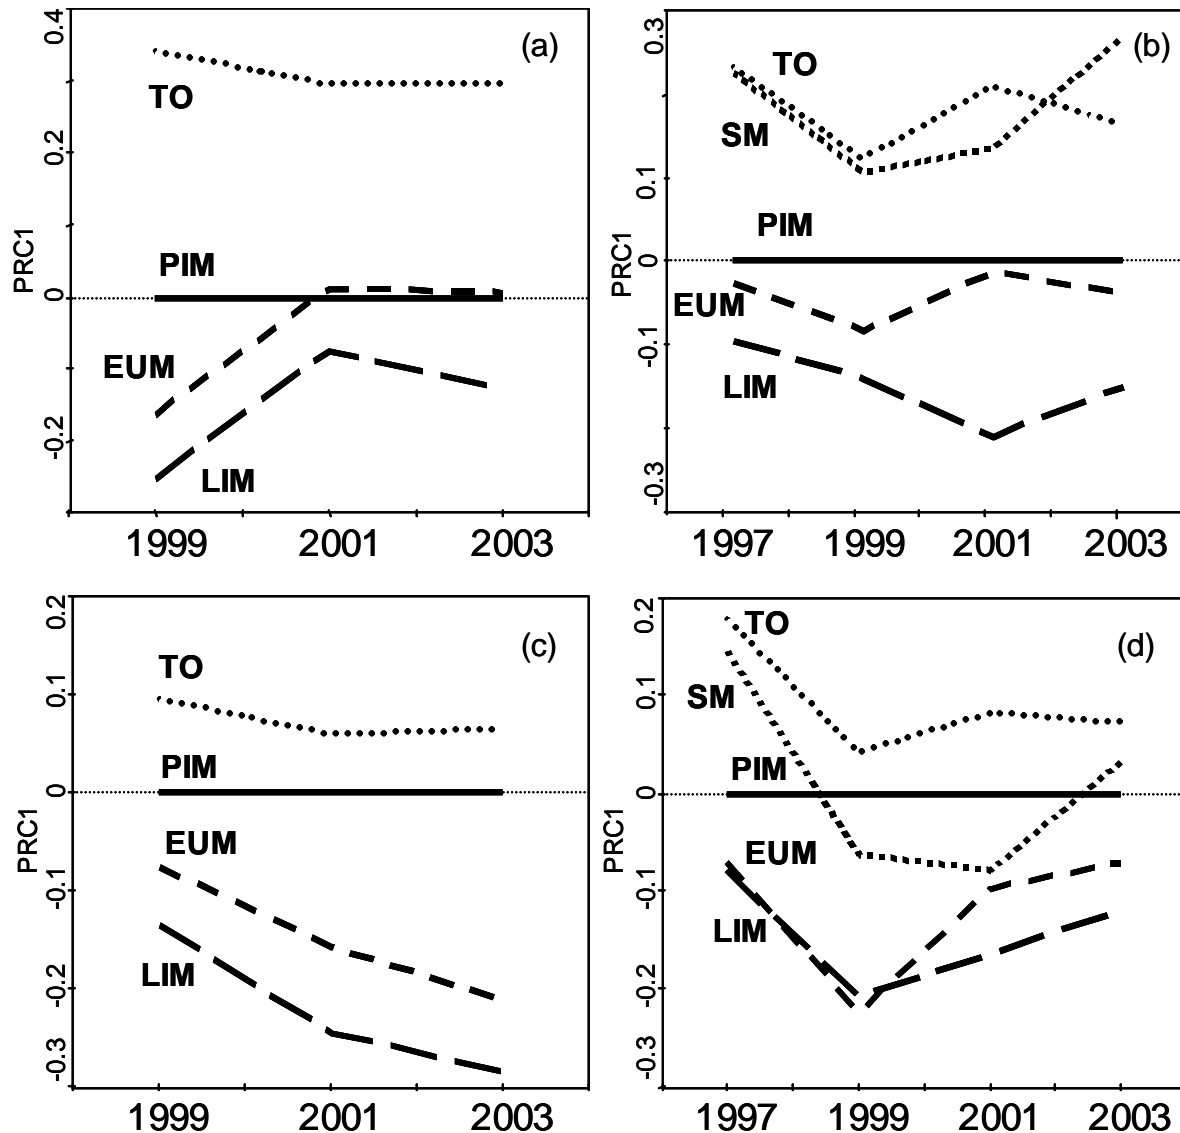 (a)
0.4
TO
0.2
PIM
0
PRC1
EUM
-0.2
LIM
1999 2001 2003
(b)
0.3
TO
SM
0.1
PIM
0
PRC1
EUM
-0.1
LIM
-0.3
1997 1999 2001 2003
(c)
0.2
TO
0.1
PIM
0
PRC1
EUM
-0.1
LIM
-0.2
-0.3
1999 2001 2003
(d)
0.2
TO
SM
0.1
PIM
0
PRC1
EUM
-0.1
LIM
-0.2
-0.3
1997 1999 2001 2003